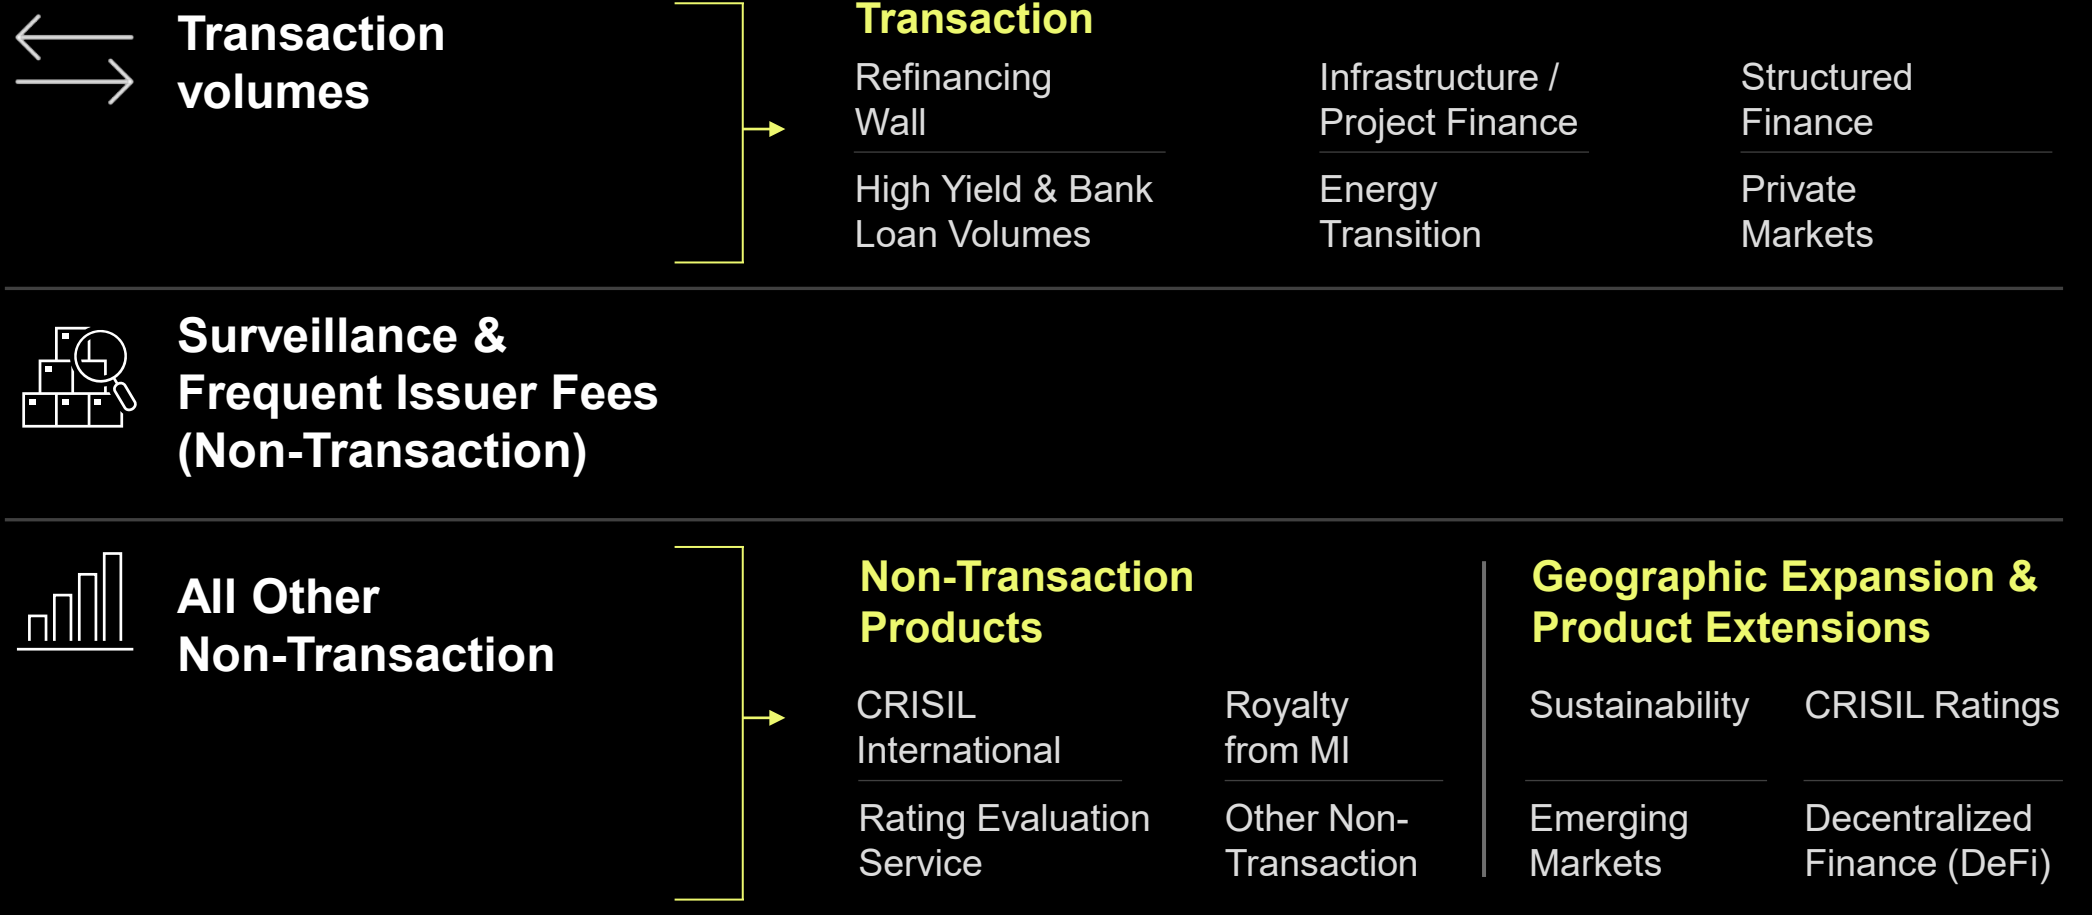 Transaction
volumes
Transaction
Refinancing
Wall
Infrastructure /
Project Finance
Structured
Finance
High Yield & Bank
Loan Volumes
Energy
Transition
Private
Markets
Surveillance &
Frequent Issuer Fees
(Non-Transaction)
All Other
Non-Transaction
Non-Transaction
Products
CRISIL
International
Royalty
from MI
Rating Evaluation
Service
Other Non-
Transaction
Geographic Expansion &
Product Extensions
Sustainability
CRISIL Ratings
Emerging
Markets
Decentralized
Finance (DeFi)